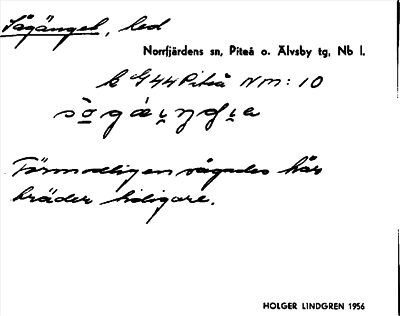 Sågängel, led
Norrfjärdens sn, Piteå o. Älvsby tg, Nb l.
k G44 Piteå NM: 10
Förmodligen sågades här
bräder tidigare.
HOLGER LINDGREN 1956